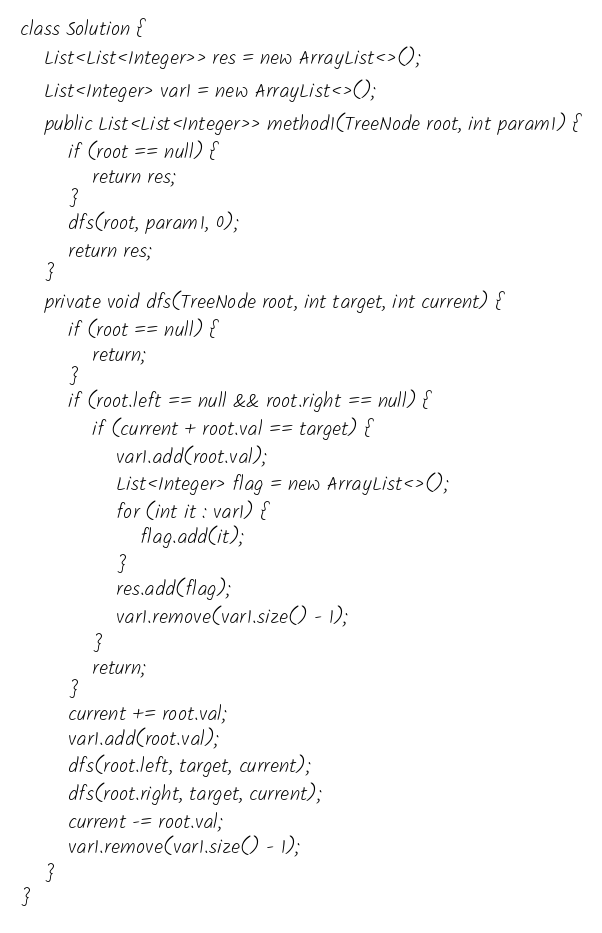 class Solution {
    List<List<Integer>> res = new ArrayList<>();
    List<Integer> var1 = new ArrayList<>();
    public List<List<Integer>> method1(TreeNode root, int param1) {
        if (root == null) {
            return res;
        }
        dfs(root, param1, 0);
        return res;
    }
    private void dfs(TreeNode root, int target, int current) {
        if (root == null) {
            return;
        }
        if (root.left == null && root.right == null) {
            if (current + root.val == target) {
                var1.add(root.val);
                List<Integer> flag = new ArrayList<>();
                for (int it : var1) {
                    flag.add(it);
                }
                res.add(flag);
                var1.remove(var1.size() - 1);
            }
            return;
        }
        current += root.val;
        var1.add(root.val);
        dfs(root.left, target, current);
        dfs(root.right, target, current);
        current -= root.val;
        var1.remove(var1.size() - 1);
    }
}